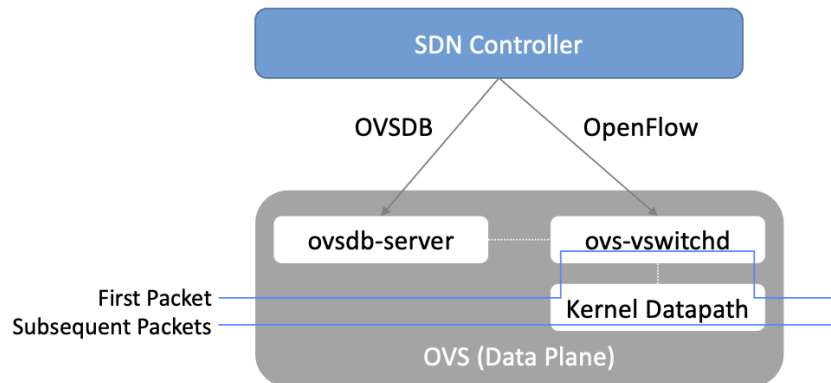 SDN Controller
OVSDB
OpenFlow
ovsdb-server
ovs-vswitchd
First Packet
Kernel Datapath
Subsequent Packets
OVS (Data Plane)